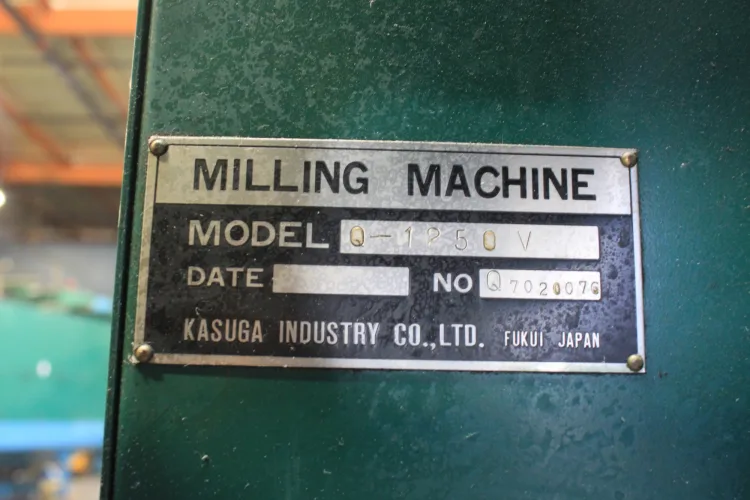 MILLING MACHINE
MODEL Q-1250V
DATE
NO Q7020076
KASUGA INDUSTRY CO.,LTD. FUKUI JAPAN